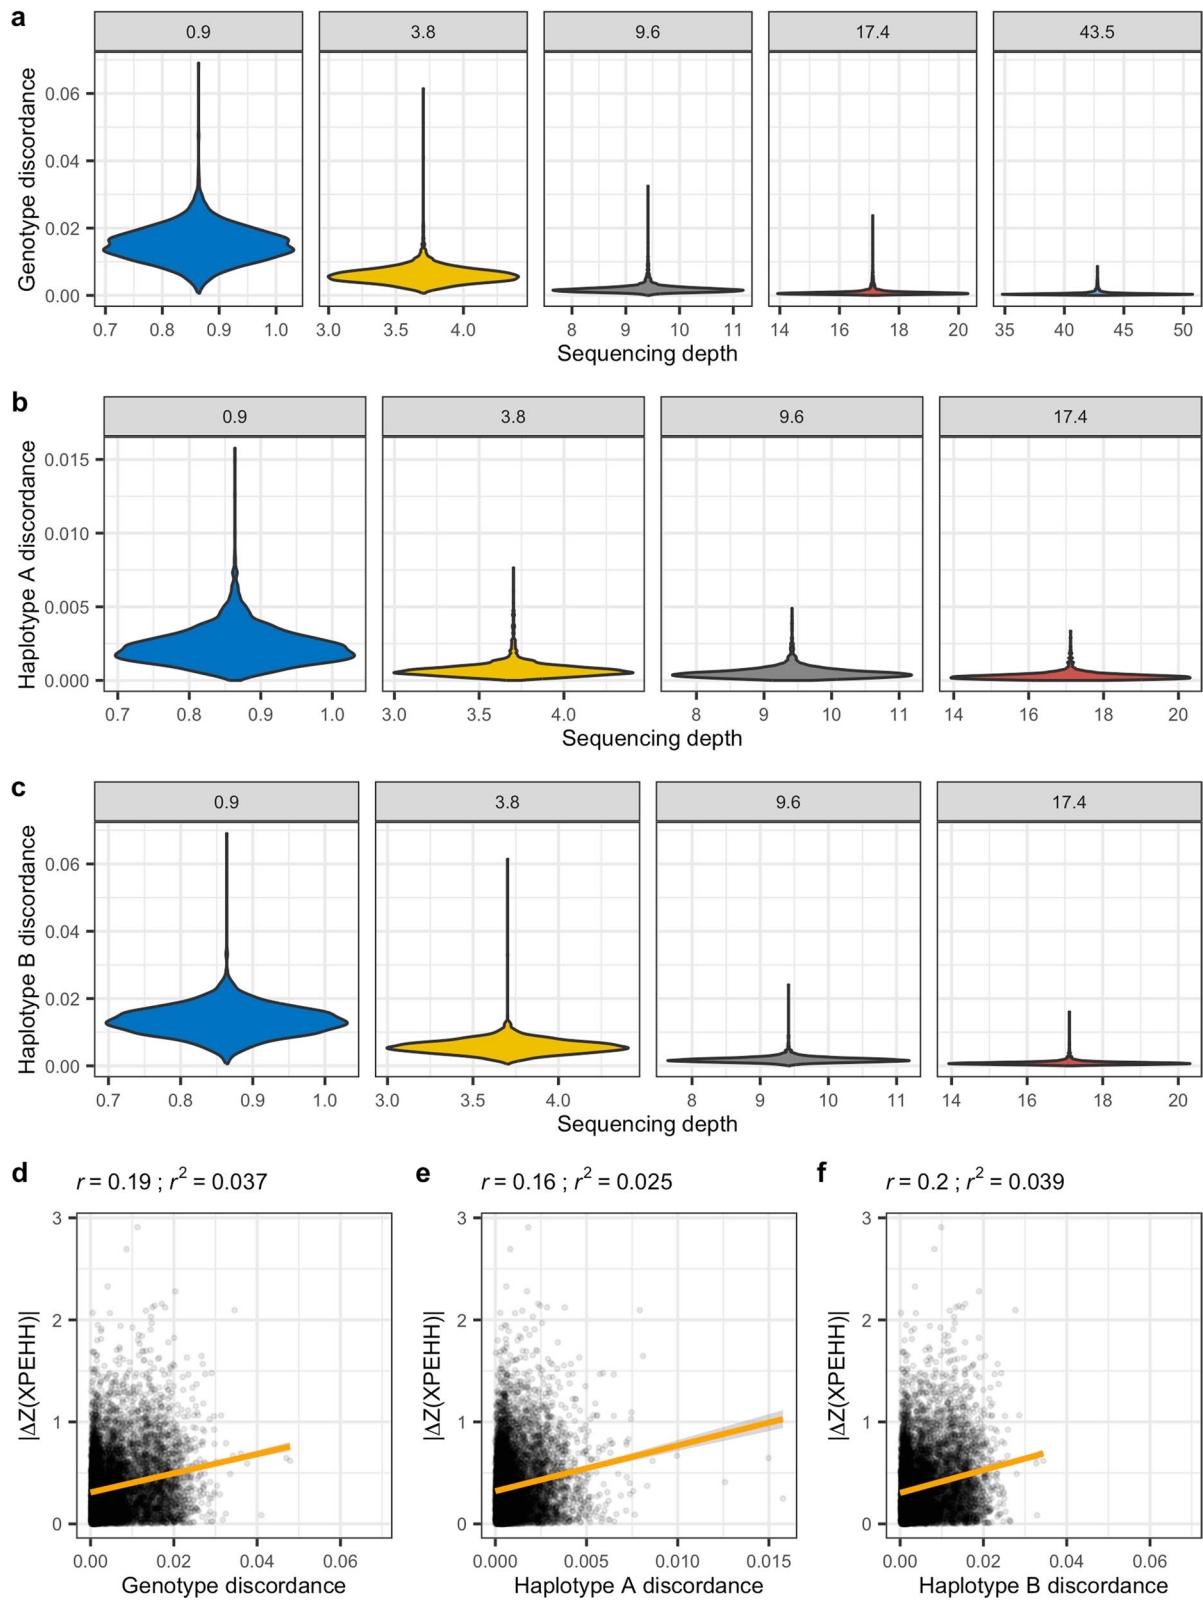 a
0.9 3.8 9.6 17.4 43.5
Genotype discordance
0.06
0.04
0.02
0.00
0.7 0.8 0.9 1.0 3.0 3.5 4.0 8 9 10 11 14 16 18 20 35 40 45 50
Sequencing depth
b
0.9 3.8 9.6 17.4
Haplotype A discordance
0.015
0.010
0.005
0.000
0.7 0.8 0.9 1.0 3.0 3.5 4.0 8 9 10 11 14 16 18 20
Sequencing depth
c
0.9 3.8 9.6 17.4
Haplotype B discordance
0.06
0.04
0.02
0.00
0.7 0.8 0.9 1.0 3.0 3.5 4.0 8 9 10 11 14 16 18 20
Sequencing depth
d
r = 0.19 ; r² = 0.037
|ΔZ(XPEHH)|
3
2
1
0
0.00 0.02 0.04 0.06
Genotype discordance
e
r = 0.16 ; r² = 0.025
|ΔZ(XPEHH)|
3
2
1
0
0.000 0.005 0.010 0.015
Haplotype A discordance
f
r = 0.2 ; r² = 0.039
|ΔZ(XPEHH)|
3
2
1
0
0.00 0.02 0.04 0.06
Haplotype B discordance